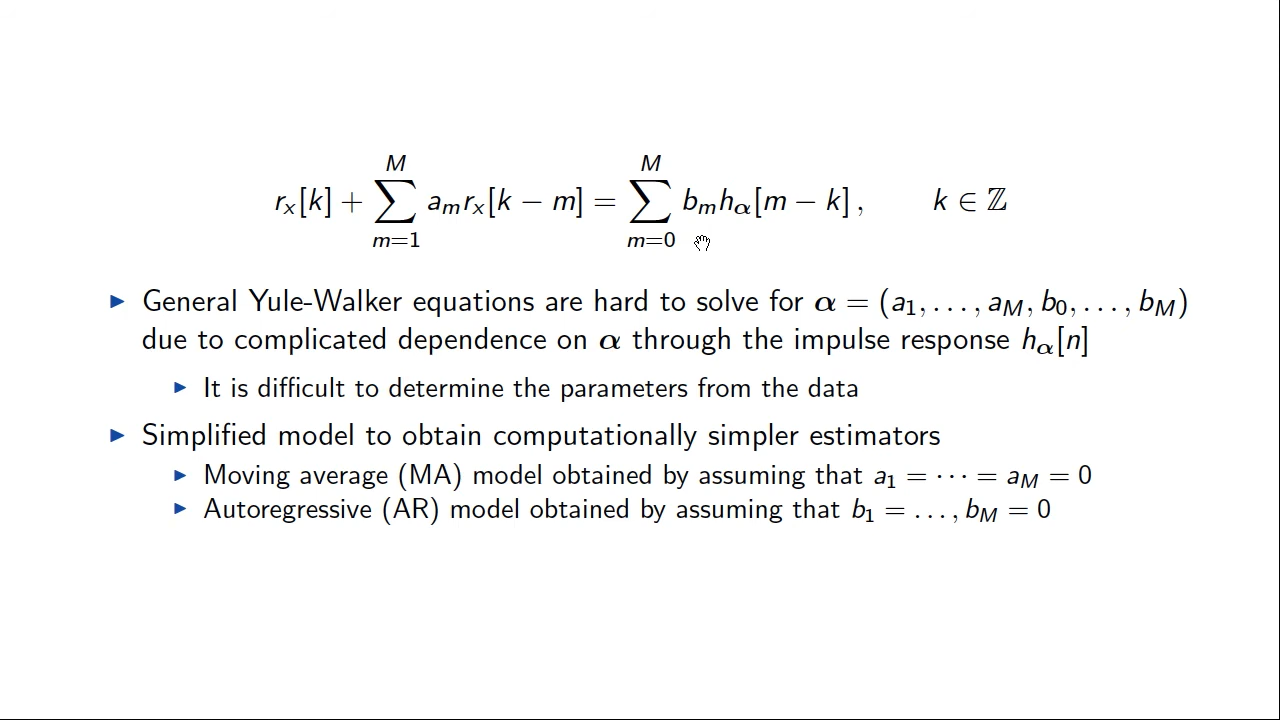 r_x[k] + \sum_{m=1}^{M} a_m r_x[k − m] = \sum_{m=0}^{M} b_m h_α[m − k] , k ∈ ℤ
▶ General Yule-Walker equations are hard to solve for α = (a_1, . . . , a_M, b_0, . . . , b_M)
due to complicated dependence on α through the impulse response h_α[n]
▶ It is difficult to determine the parameters from the data
▶ Simplified model to obtain computationally simpler estimators
▶ Moving average (MA) model obtained by assuming that a_1 = · · · = a_M = 0
▶ Autoregressive (AR) model obtained by assuming that b_1 = . . . , b_M = 0